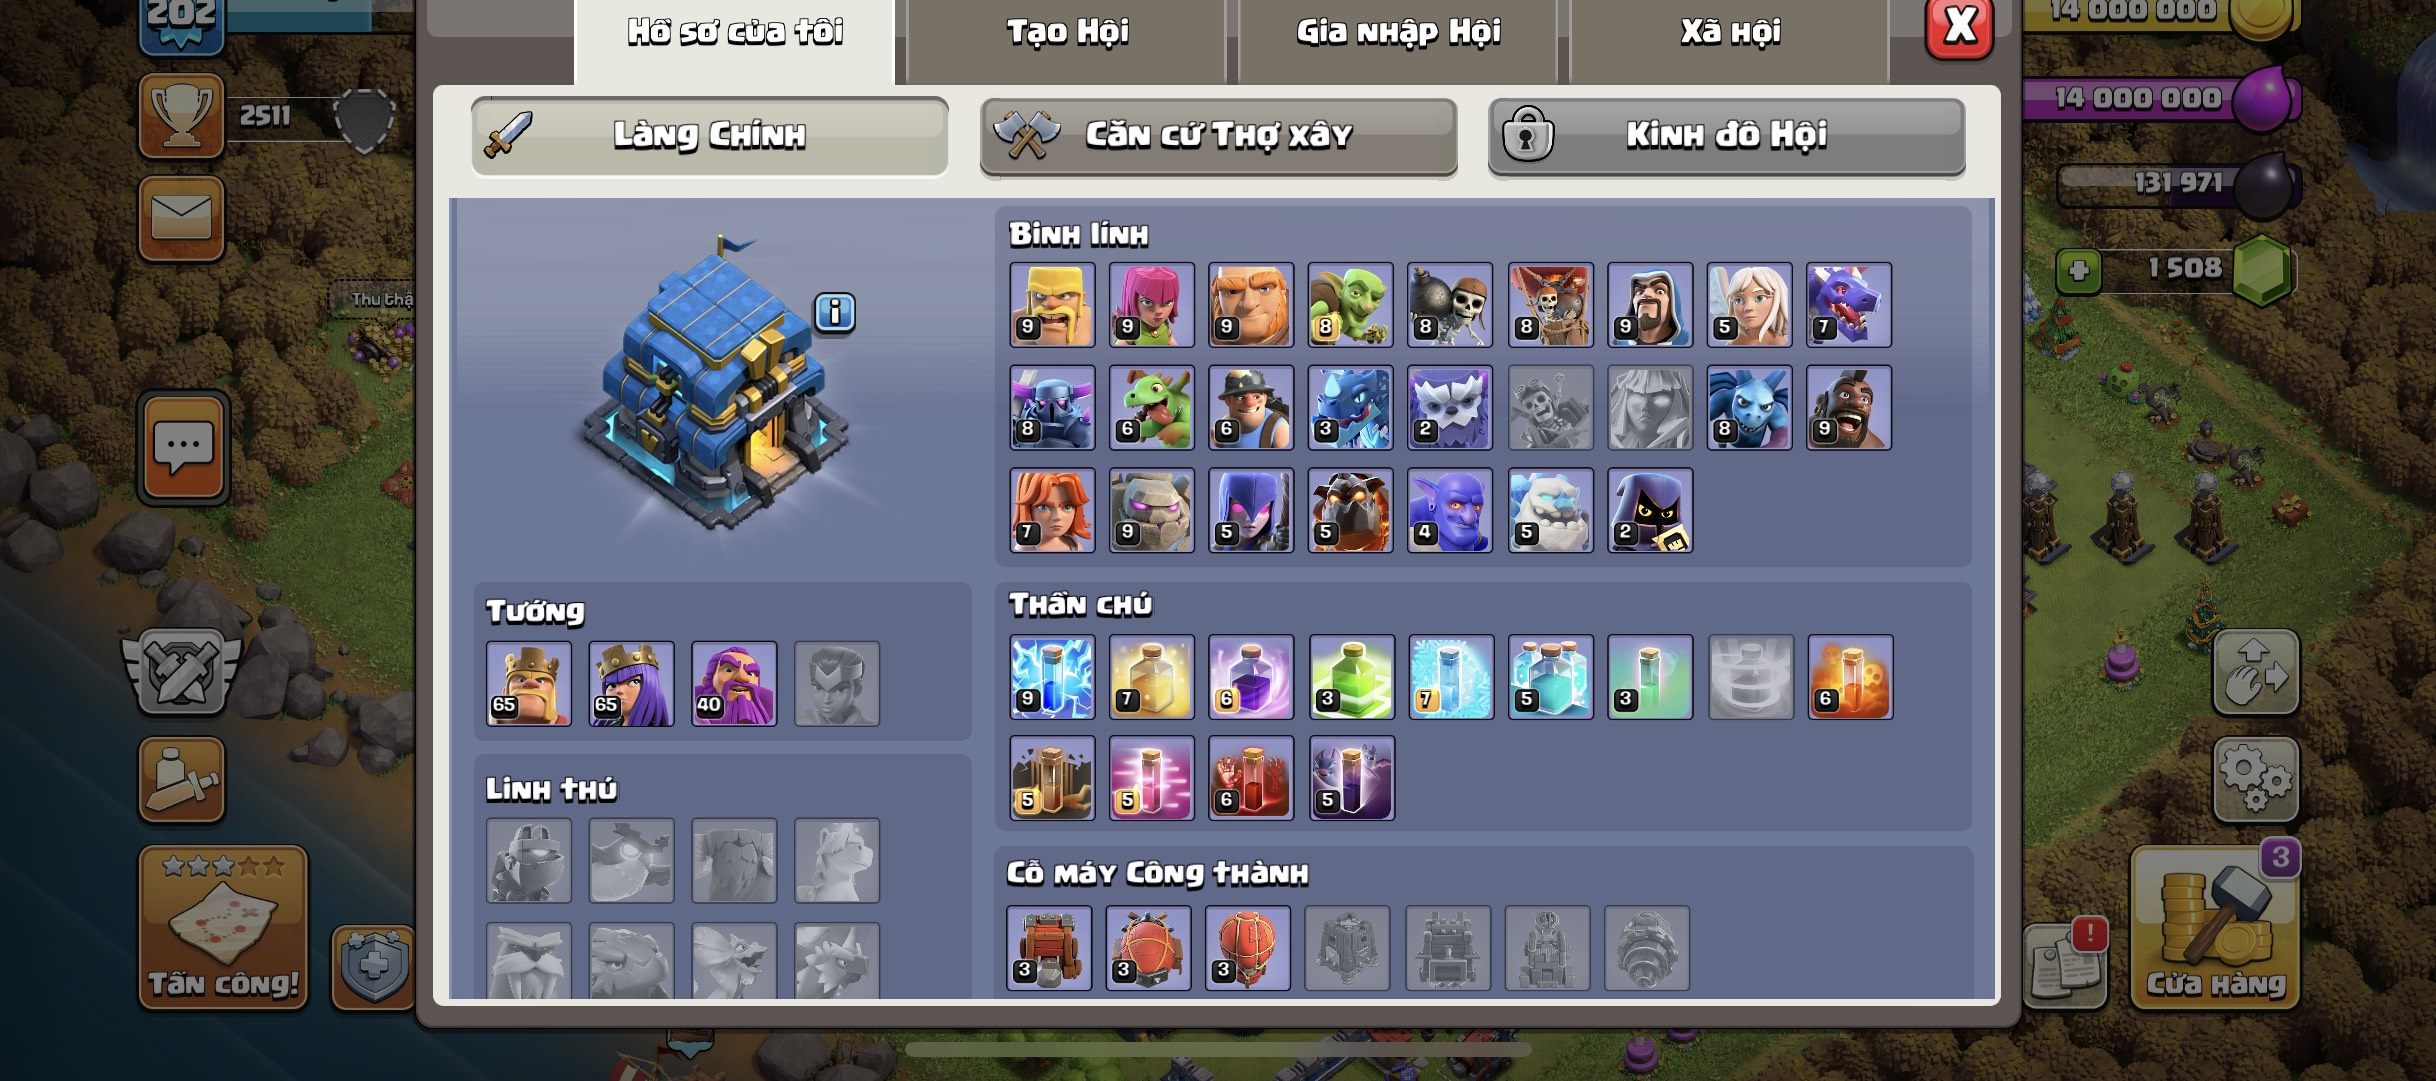 202
Hồ sơ của tôi
Tạo Hội
Gia nhập Hội
Xã hội
X
14 000 000
2511
Làng Chính
Căn cứ Thợ xây
Kinh đô Hội
14 000 000
131 971
1 508
Thu thậ
Binh lính
9 9 9 8 8 8 9 5 7
8 6 6 3 2 8 9
7 9 5 5 4 5 2
Tướng
65 65 40
Linh thú
Thần chú
9 7 6 3 7 5 3 6
5 5 6 5
Cỗ máy Công thành
3 3 3
Tấn công!
3
!
Cửa Hàng